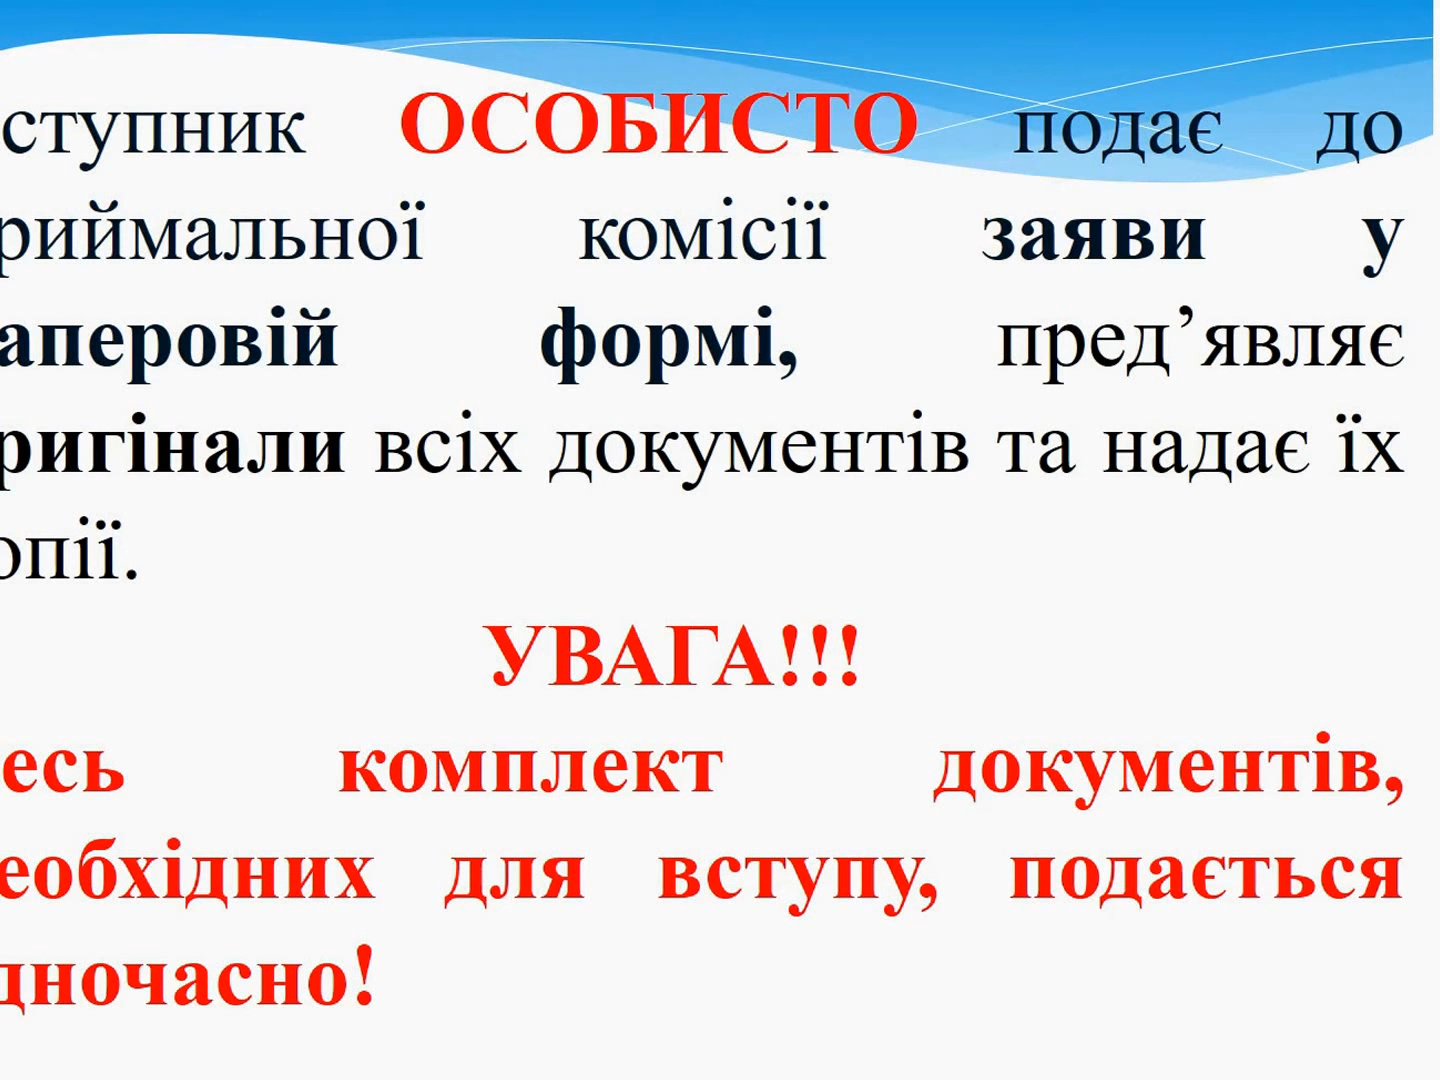 ступник ОСОБИСТО подає до
риймальної комісії заяви у
аперовій формі, пред’являє
ригінали всіх документів та надає їх
опії.
УВАГА!!!
есь комплект документів,
еобхідних для вступу, подається
дночасно!